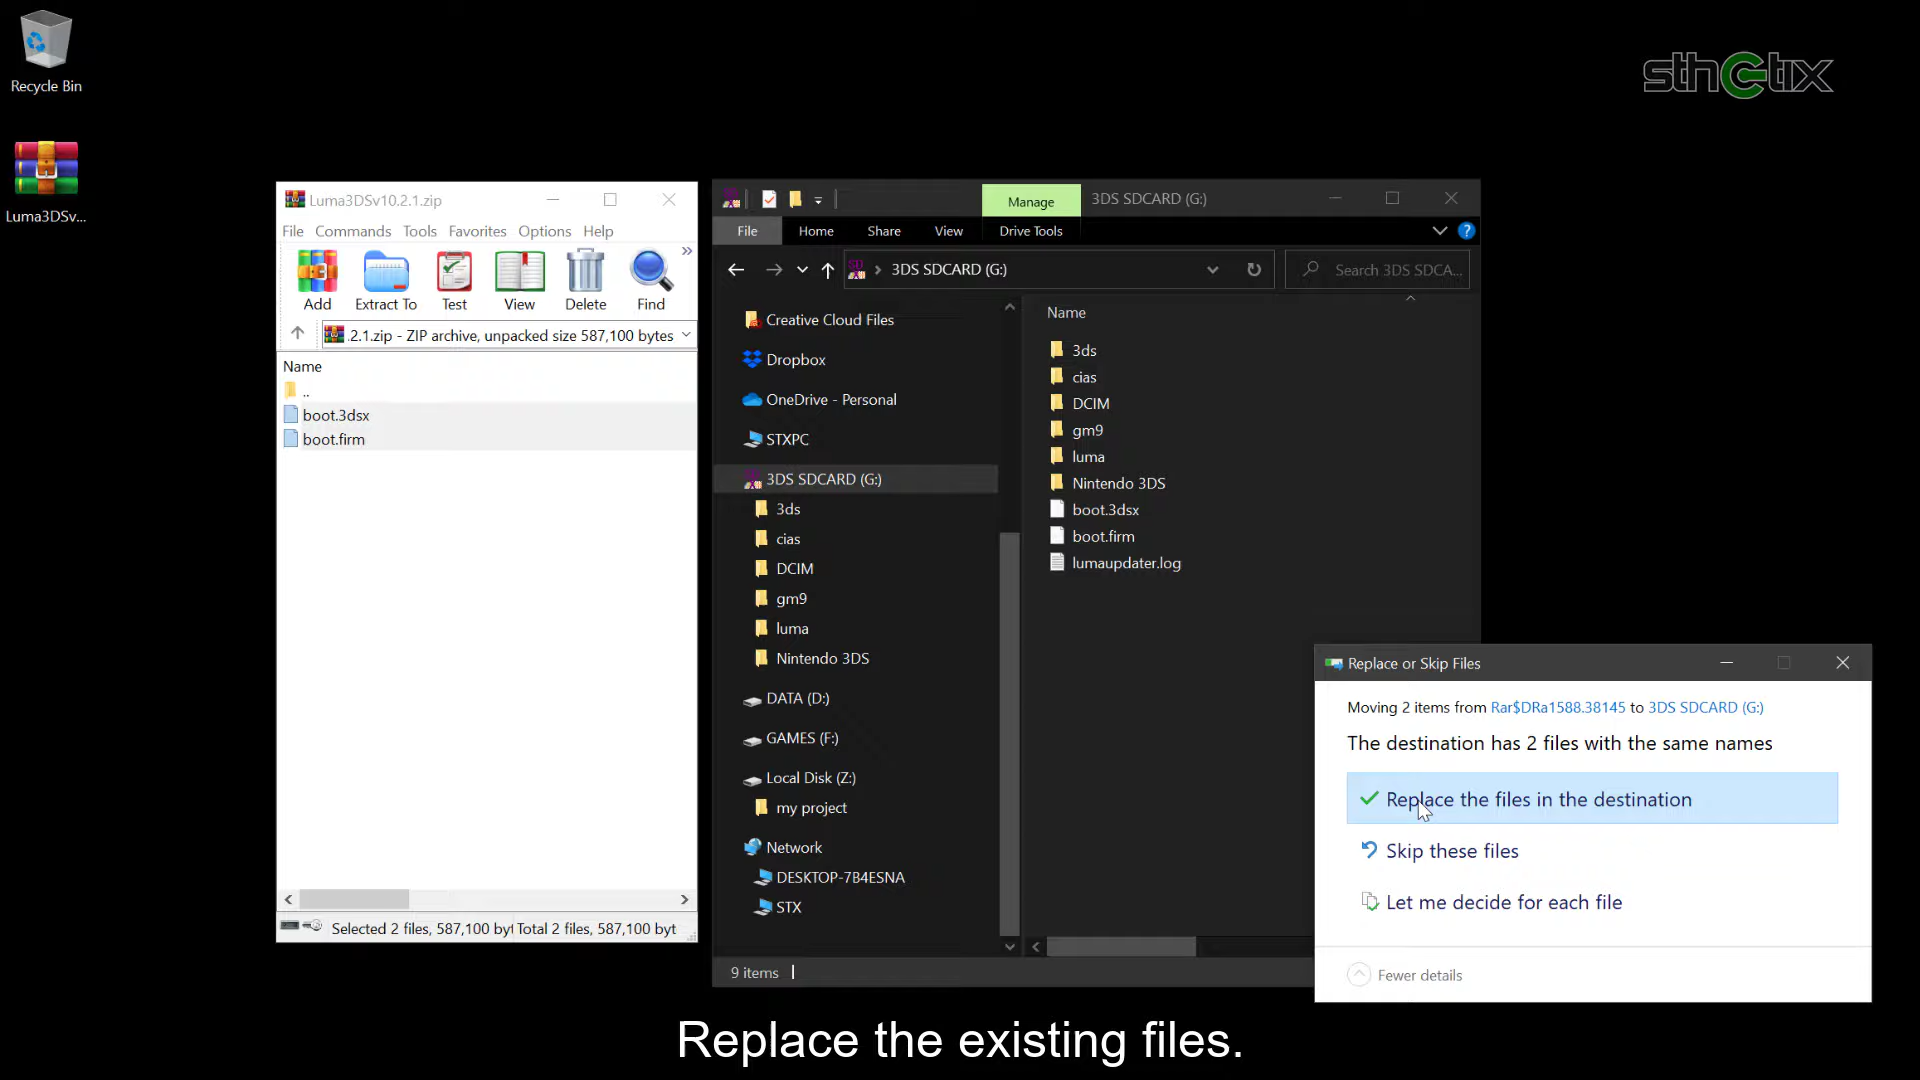 Recycle Bin
Luma3DSv...
sthetix
Luma3DSv10.2.1.zip
File Commands Tools Favorites Options Help
Add Extract To Test View Delete Find »
.2.1.zip - ZIP archive, unpacked size 587,100 bytes
Name
..
boot.3dsx
boot.firm
Selected 2 files, 587,100 byt Total 2 files, 587,100 byt
Manage 3DS SDCARD (G:)
File Home Share View Drive Tools
3DS SDCARD (G:)
Search 3DS SDCA...
Creative Cloud Files
Dropbox
OneDrive - Personal
STXPC
3DS SDCARD (G:)
3ds
cias
DCIM
gm9
luma
Nintendo 3DS
DATA (D:)
GAMES (F:)
Local Disk (Z:)
my project
Network
DESKTOP-7B4ESNA
STX
Name
3ds
cias
DCIM
gm9
luma
Nintendo 3DS
boot.3dsx
boot.firm
lumaupdater.log
9 items
Replace or Skip Files
Moving 2 items from Rar$DRa1588.38145 to 3DS SDCARD (G:)
The destination has 2 files with the same names
Replace the files in the destination
Skip these files
Let me decide for each file
Fewer details
Replace the existing files.